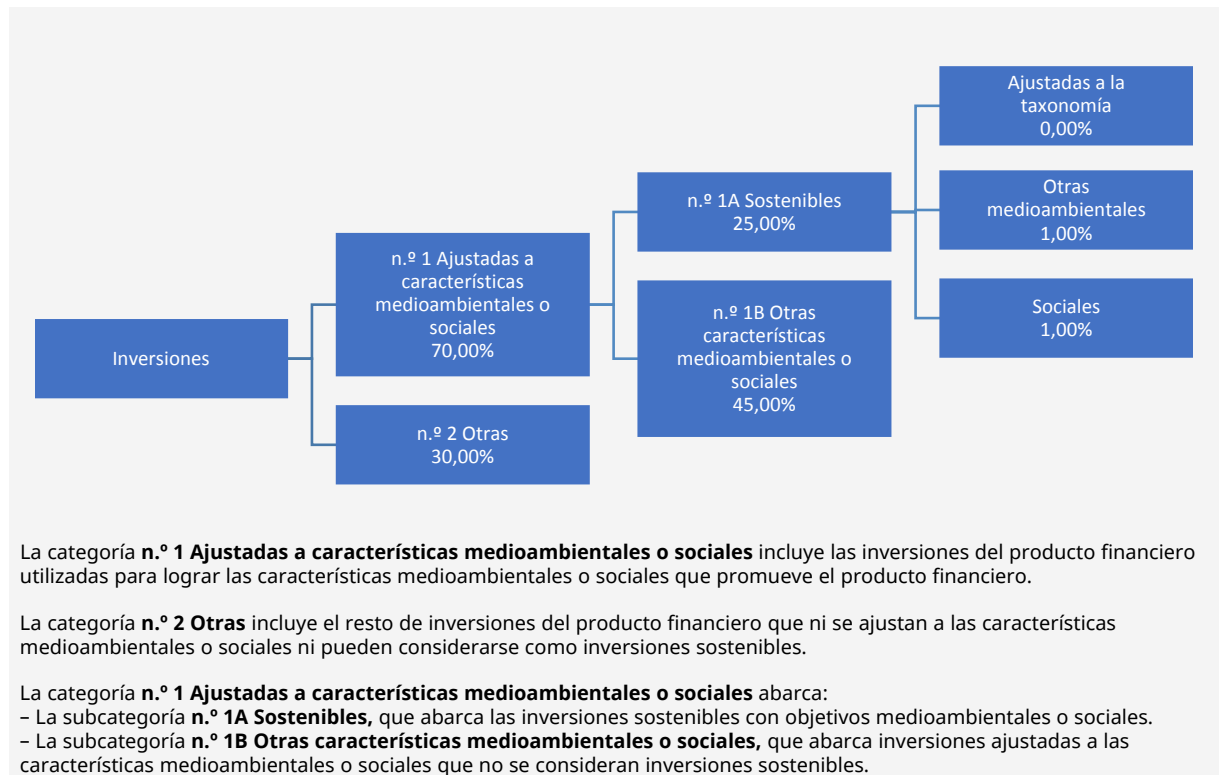 Inversiones
n.º 1 Ajustadas a
características
medioambientales o
sociales
70,00%
n.º 2 Otras
30,00%
n.º 1A Sostenibles
25,00%
n.º 1B Otras
características
medioambientales o
sociales
45,00%
Ajustadas a la
taxonomía
0,00%
Otras
medioambientales
1,00%
Sociales
1,00%
La categoría n.º 1 Ajustadas a características medioambientales o sociales incluye las inversiones del producto financiero
utilizadas para lograr las características medioambientales o sociales que promueve el producto financiero.
La categoría n.º 2 Otras incluye el resto de inversiones del producto financiero que ni se ajustan a las características
medioambientales o sociales ni pueden considerarse como inversiones sostenibles.
La categoría n.º 1 Ajustadas a características medioambientales o sociales abarca:
– La subcategoría n.º 1A Sostenibles, que abarca las inversiones sostenibles con objetivos medioambientales o sociales.
– La subcategoría n.º 1B Otras características medioambientales o sociales, que abarca inversiones ajustadas a las
características medioambientales o sociales que no se consideran inversiones sostenibles.